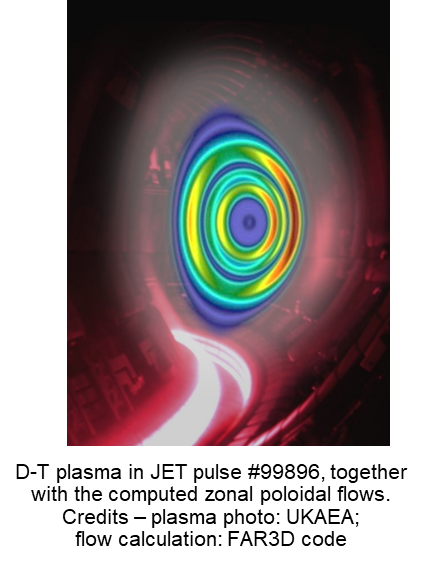 D-T plasma in JET pulse #99896, together
with the computed zonal poloidal flows.
Credits – plasma photo: UKAEA;
flow calculation: FAR3D code